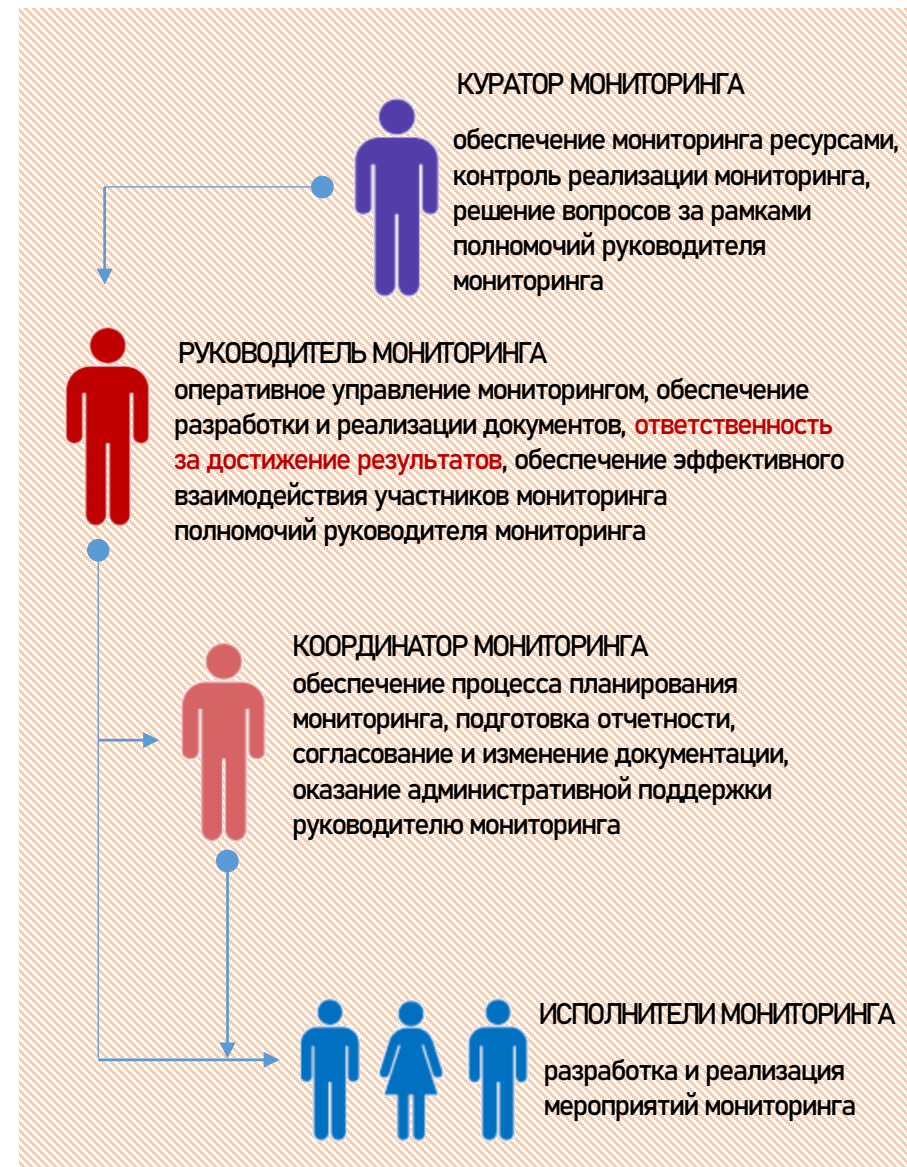 КУРАТОР МОНИТОРИНГА
обеспечение мониторинга ресурсами,
контроль реализации мониторинга,
решение вопросов за рамками
полномочий руководителя
мониторинга
РУКОВОДИТЕЛЬ МОНИТОРИНГА
оперативное управление мониторингом, обеспечение
разработки и реализации документов, ответственность
за достижение результатов, обеспечение эффективного
взаимодействия участников мониторинга
полномочий руководителя мониторинга
КООРДИНАТОР МОНИТОРИНГА
обеспечение процесса планирования
мониторинга, подготовка отчетности,
согласование и изменение документации,
оказание административной поддержки
руководителю мониторинга
ИСПОЛНИТЕЛИ МОНИТОРИНГА
разработка и реализация
мероприятий мониторинга